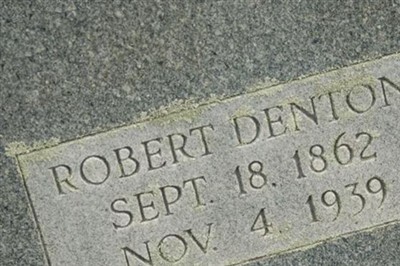 ROBERT DENTON
SEPT. 18. 1862
NOV. 4. 1939